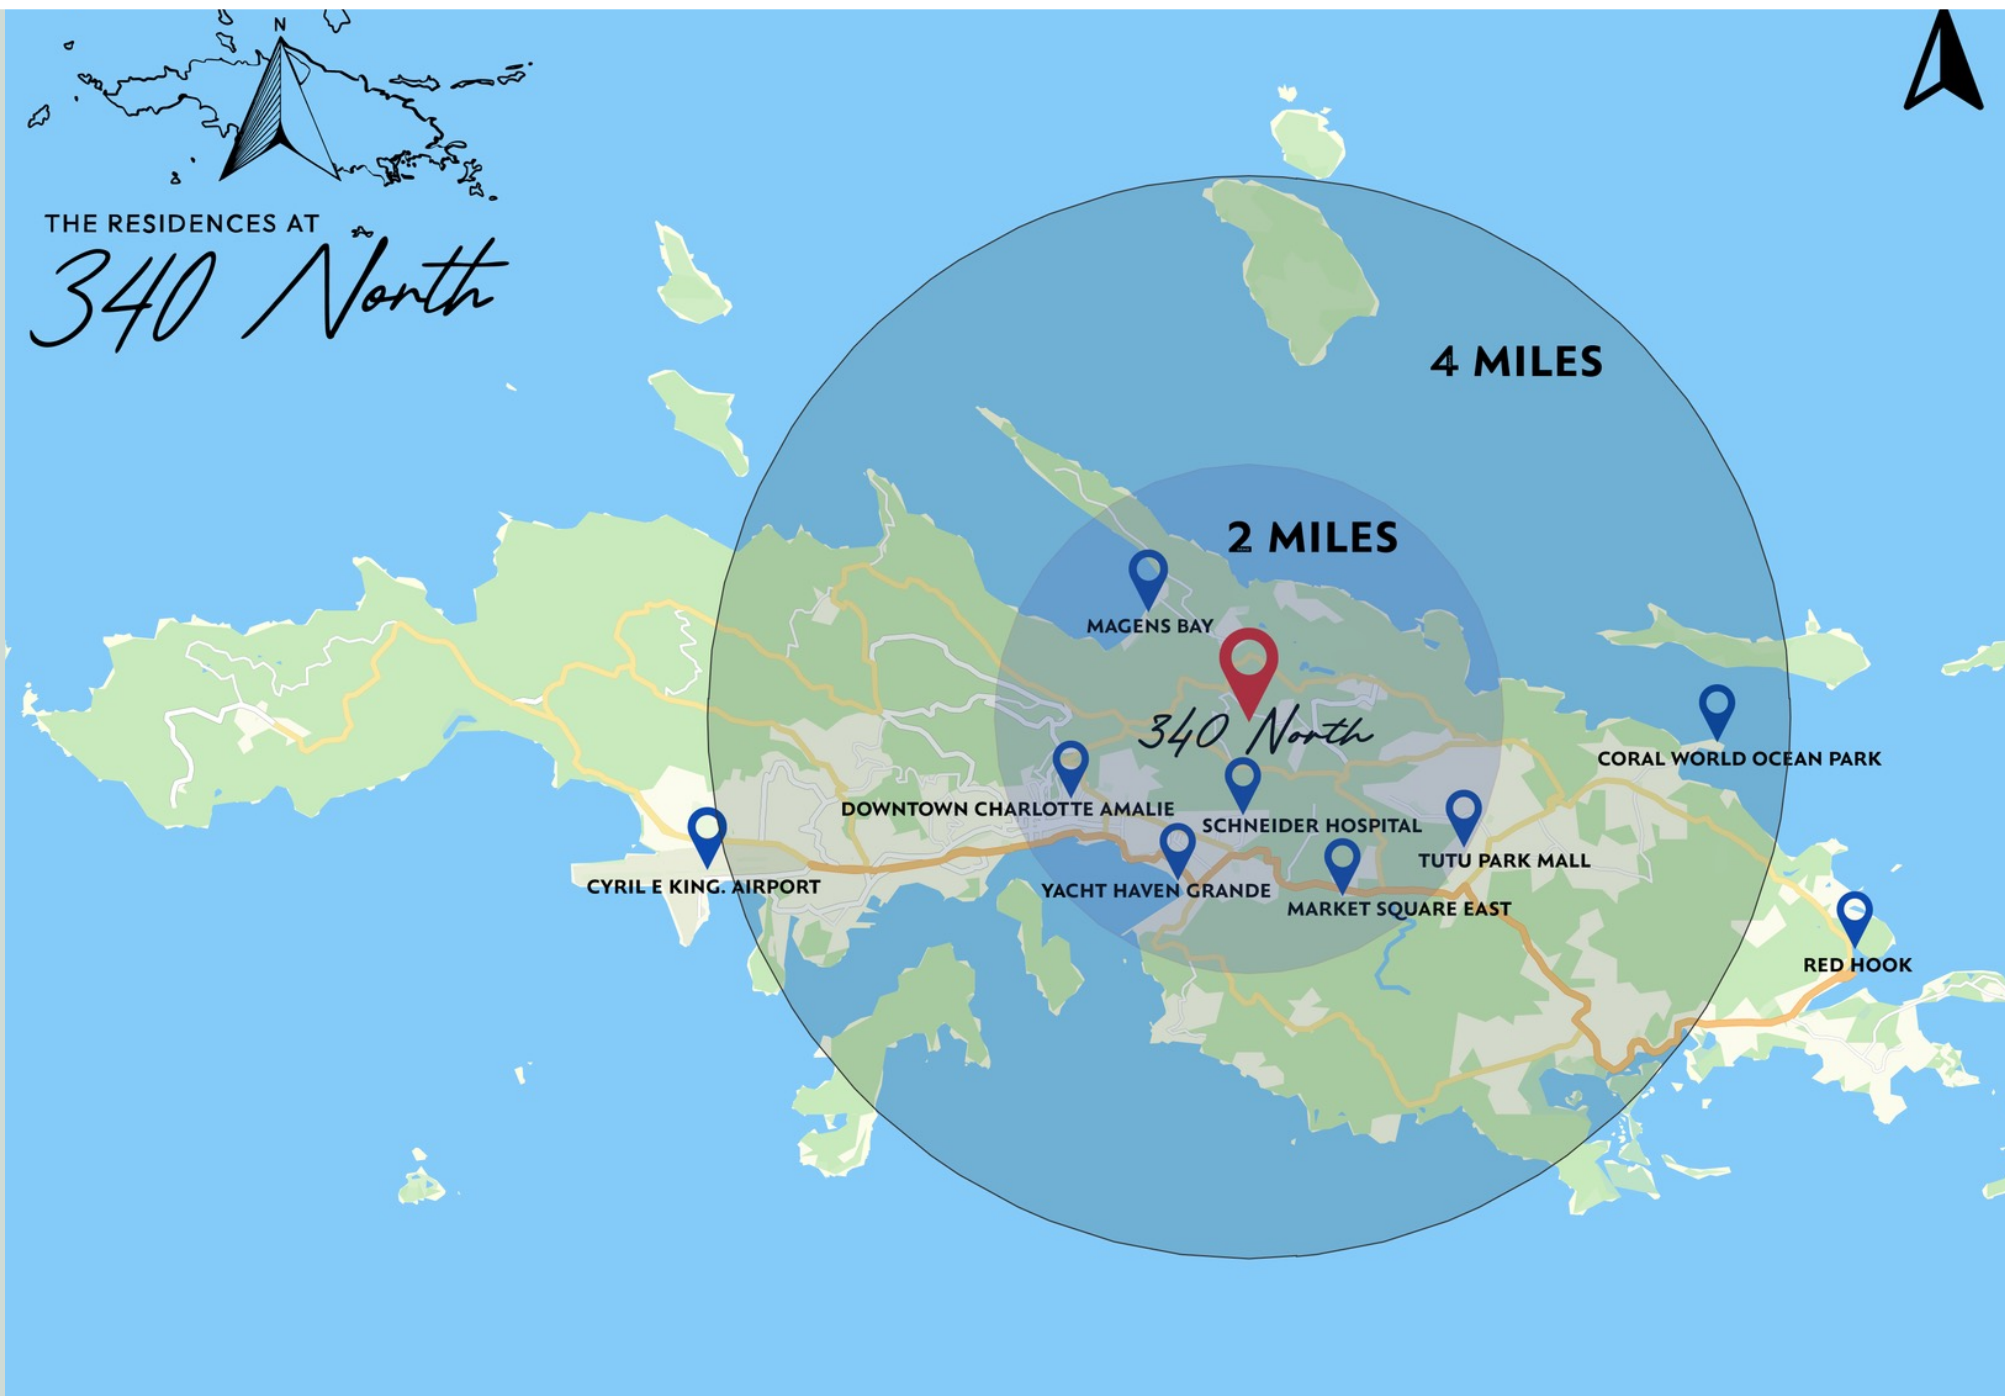 N
THE RESIDENCES AT
340 North
4 MILES
2 MILES
MAGENS BAY
340 North
CORAL WORLD OCEAN PARK
DOWNTOWN CHARLOTTE AMALIE
SCHNEIDER HOSPITAL
TUTU PARK MALL
CYRIL E KING. AIRPORT
YACHT HAVEN GRANDE
MARKET SQUARE EAST
RED HOOK